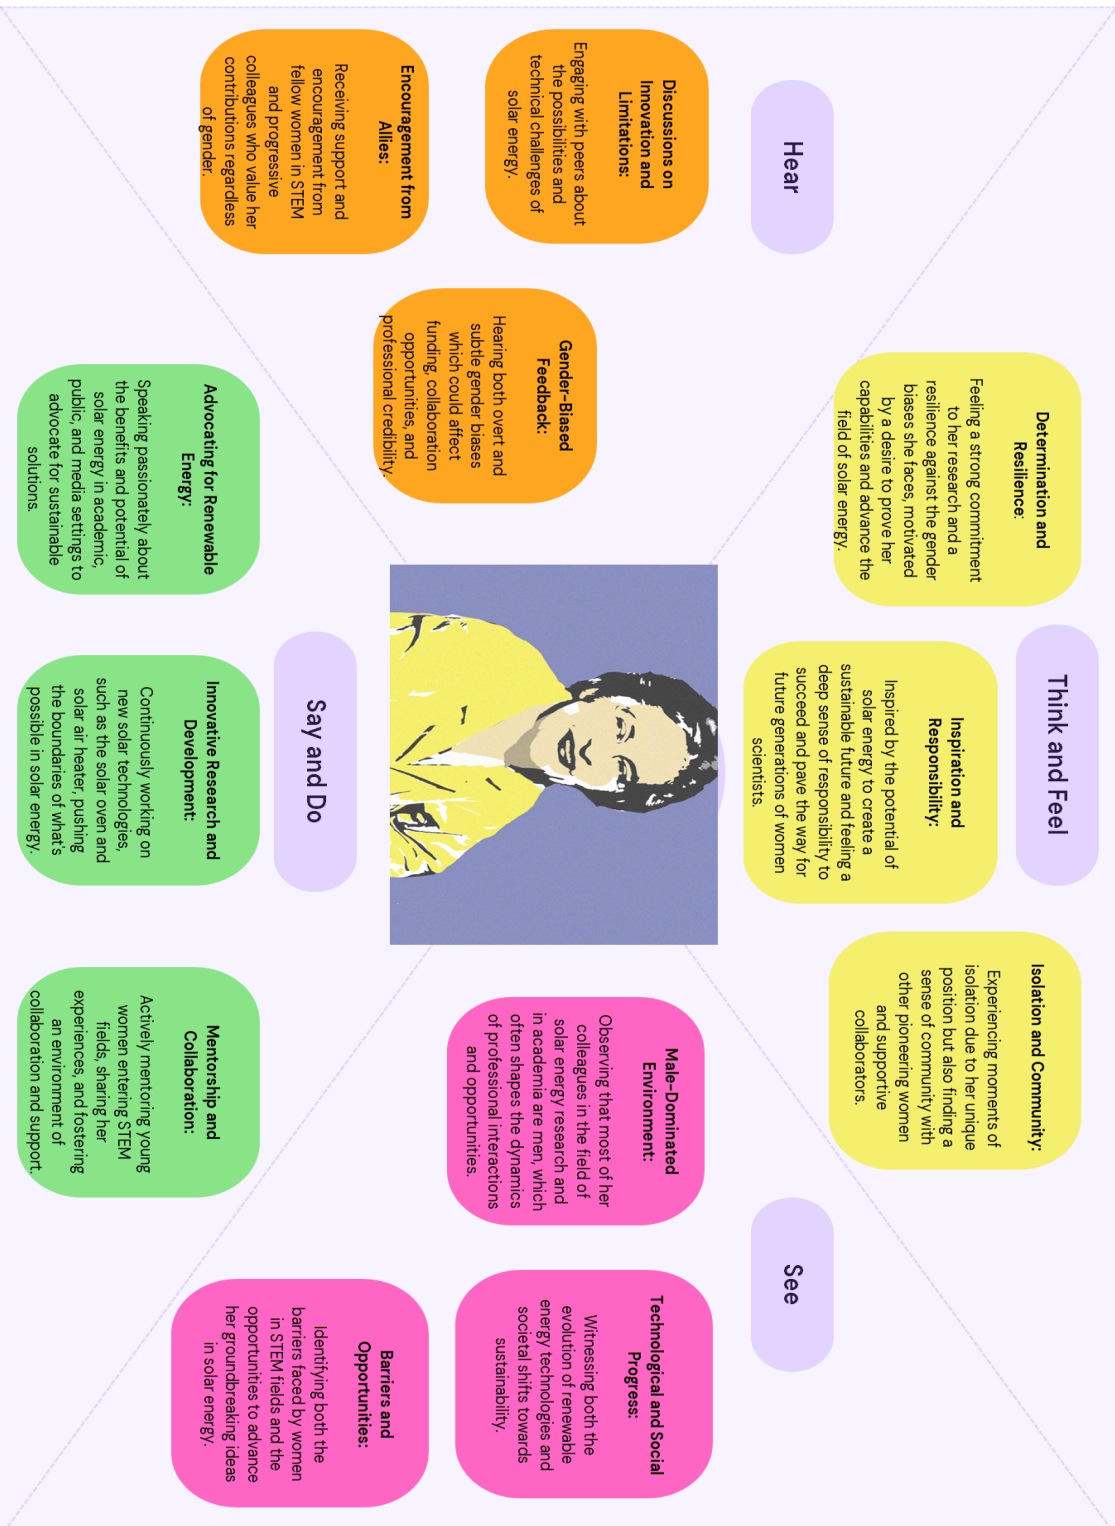 Think and Feel
Determination and
Resilience:
Feeling a strong commitment
to her research and a
resilience against the gender
biases she faces, motivated
by a desire to prove her
capabilities and advance the
field of solar energy.
Inspiration and
Responsibility:
Inspired by the potential of
solar energy to create a
sustainable future and feeling a
deep sense of responsibility to
succeed and pave the way for
future generations of women
scientists.
Isolation and Community:
Experiencing moments of
isolation due to her unique
position but also finding a
sense of community with
other pioneering women
and supportive
collaborators.
Hear
Discussions on
Innovation and
Limitations:
Engaging with peers about
the possibilities and
technical challenges of
solar energy.
Gender-Biased
Feedback:
Hearing both overt and
subtle gender biases
which could affect
funding, collaboration
opportunities, and
professional credibility.
Encouragement from
Allies:
Receiving support and
encouragement from
fellow women in STEM
and progressive
colleagues who value her
contributions regardless
of gender.
See
Male-Dominated
Environment:
Observing that most of her
colleagues in the field of
solar energy research and
in academia are men, which
often shapes the dynamics
of professional interactions
and opportunities.
Technological and Social
Progress:
Witnessing both the
evolution of renewable
energy technologies and
societal shifts towards
sustainability.
Barriers and
Opportunities:
Identifying both the
barriers faced by women
in STEM fields and the
opportunities to advance
her groundbreaking ideas
in solar energy.
Say and Do
Advocating for Renewable
Energy:
Speaking passionately about
the benefits and potential of
solar energy in academic,
public, and media settings to
advocate for sustainable
solutions.
Innovative Research and
Development:
Continuously working on
new solar technologies,
such as the solar oven and
solar air heater, pushing
the boundaries of what's
possible in solar energy.
Mentorship and
Collaboration:
Actively mentoring young
women entering STEM
fields, sharing her
experiences, and fostering
an environment of
collaboration and support.